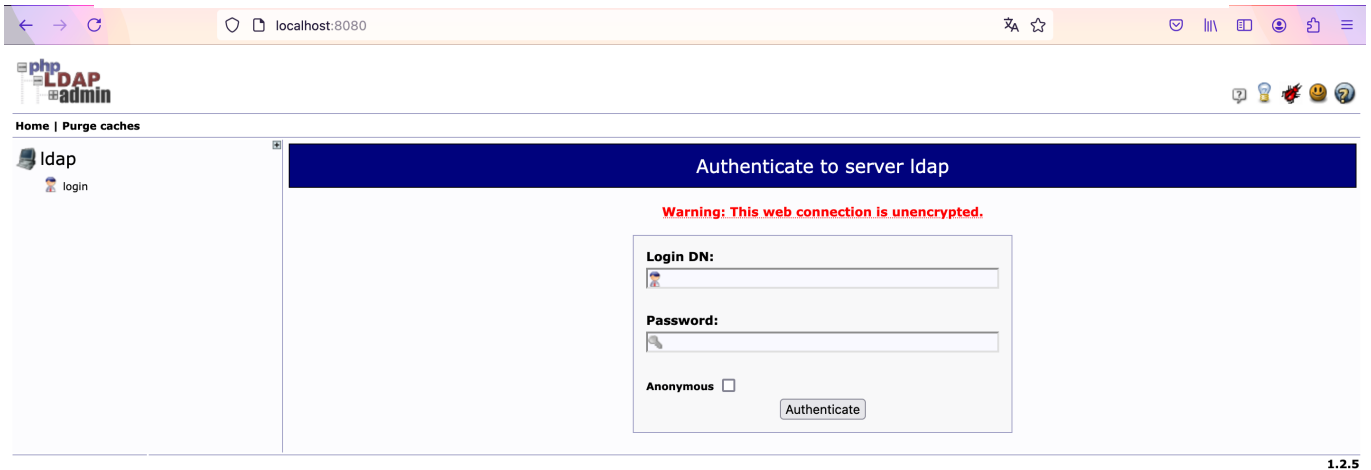 localhost:8080
php
LDAP
admin
Home | Purge caches
ldap
login
Authenticate to server ldap
Warning: This web connection is unencrypted.
Login DN:
Password:
Anonymous
Authenticate
1.2.5